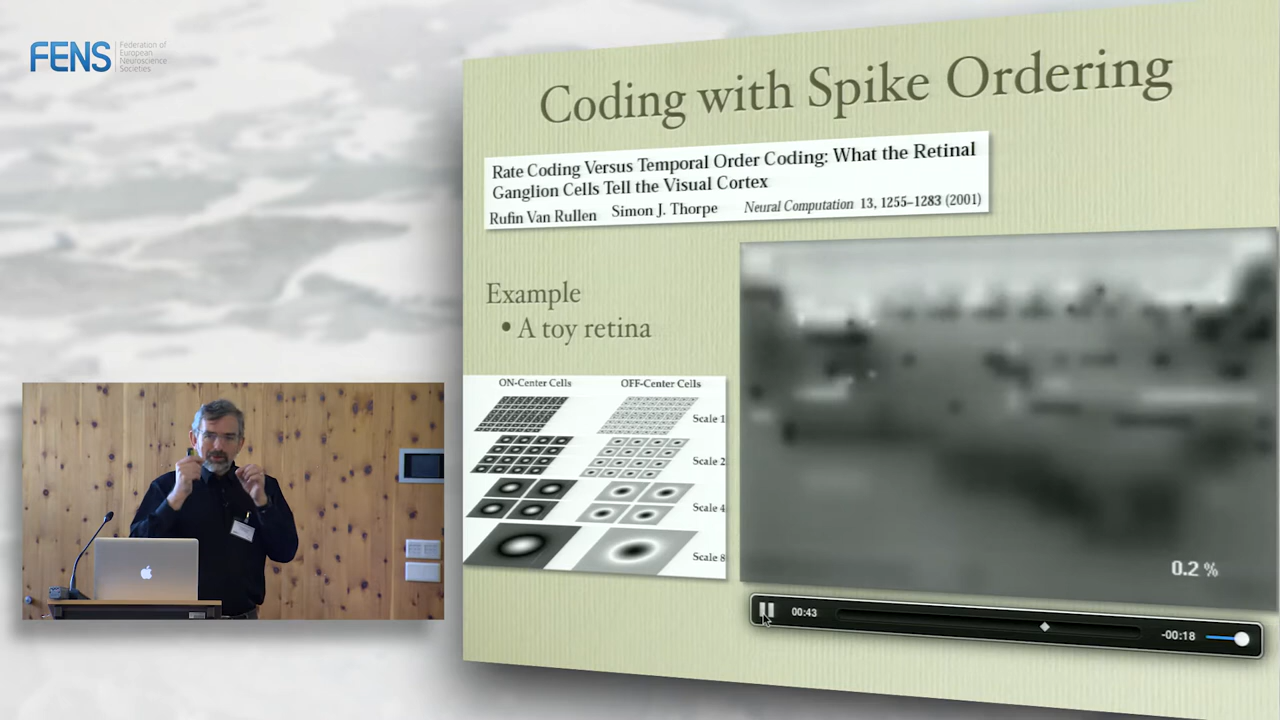 FENS
Federation of
European
Neuroscience
Societies
Coding with Spike Ordering
Rate Coding Versus Temporal Order Coding: What the Retinal
Ganglion Cells Tell the Visual Cortex
Rufin Van Rullen Simon J. Thorpe Neural Computation 13, 1255–1283 (2001)
Example
• A toy retina
ON-Center Cells OFF-Center Cells
Scale 1
Scale 2
Scale 4
Scale 8
0.2 %
00:43 -00:18